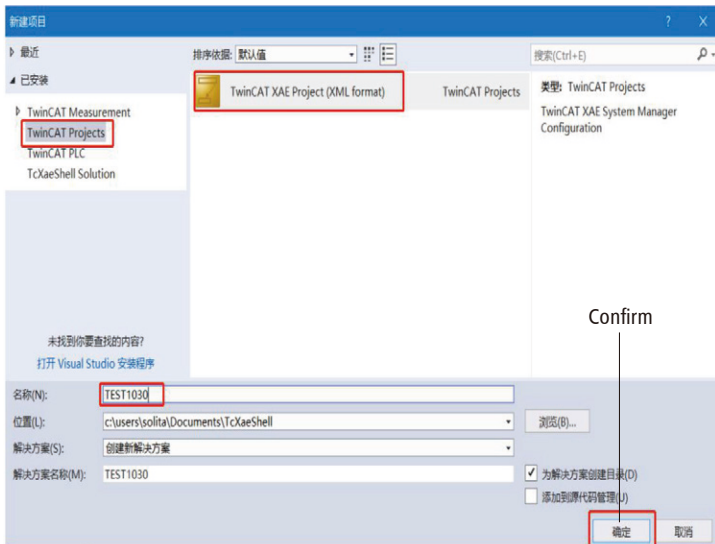 新建项目
? X
最近
排序依据: 默认值
搜索(Ctrl+E)
已安装
TwinCAT XAE Project (XML format) TwinCAT Projects
类型: TwinCAT Projects
TwinCAT XAE System Manager
Configuration
TwinCAT Measurement
TwinCAT Projects
TwinCAT PLC
TcXaeShell Solution
未找到你要查找的内容?
打开 Visual Studio 安装程序
Confirm
名称(N): TEST1030
位置(L): c:\users\solita\Documents\TcXaeShell
浏览(B)...
解决方案(S): 创建新解决方案
解决方案名称(M): TEST1030
为解决方案创建目录(D)
添加到源代码管理(U)
确定 取消